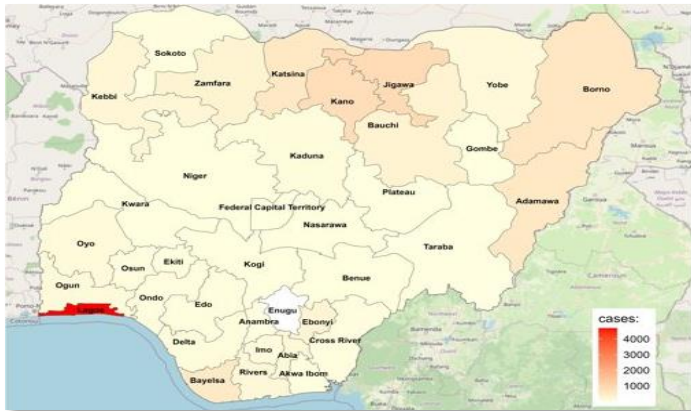 Sokoto
Katsina
Jigawa
Zamfara
Yobe
Borno
Kebbi
Kano
Bauchi
Gombe
Kaduna
Niger
Plateau
Adamawa
Kwara
Federal Capital Territory
Nasarawa
Oyo
Taraba
Osun
Ekiti
Kogi
Benue
Ogun
Ondo
Edo
Enugu
Lagos
Anambra
Ebonyi
Delta
Cross River
Imo
Abia
Bayelsa
Rivers
Akwa Ibom
Cameroun
cases:
4000
3000
2000
1000